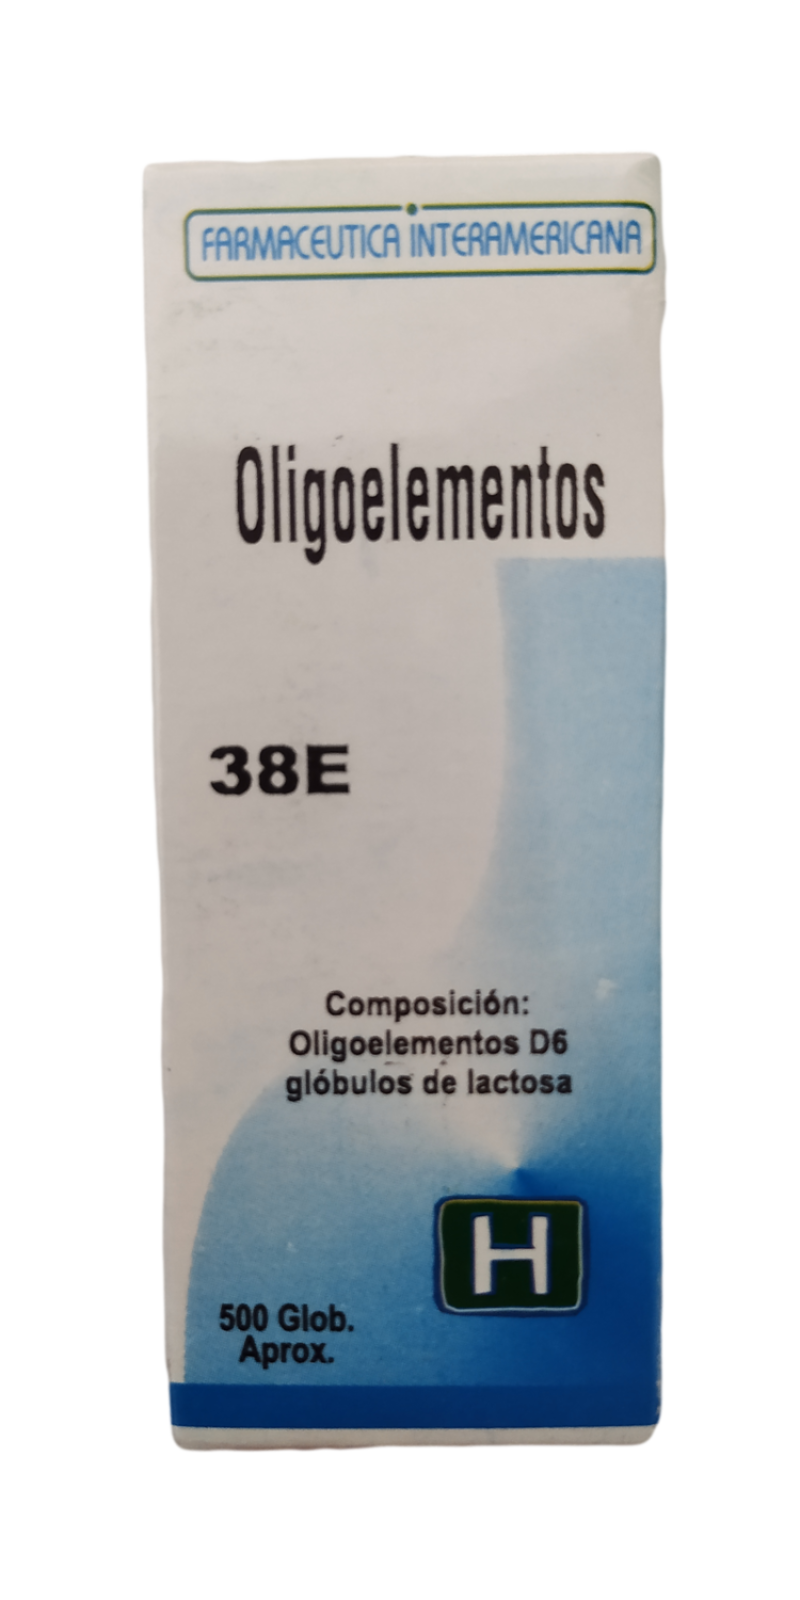 FARMACEUTICA INTERAMERICANA
Oligoelementos
38E
Composición:
Oligoelementos D6
glóbulos de lactosa
H
500 Glob.
Aprox.